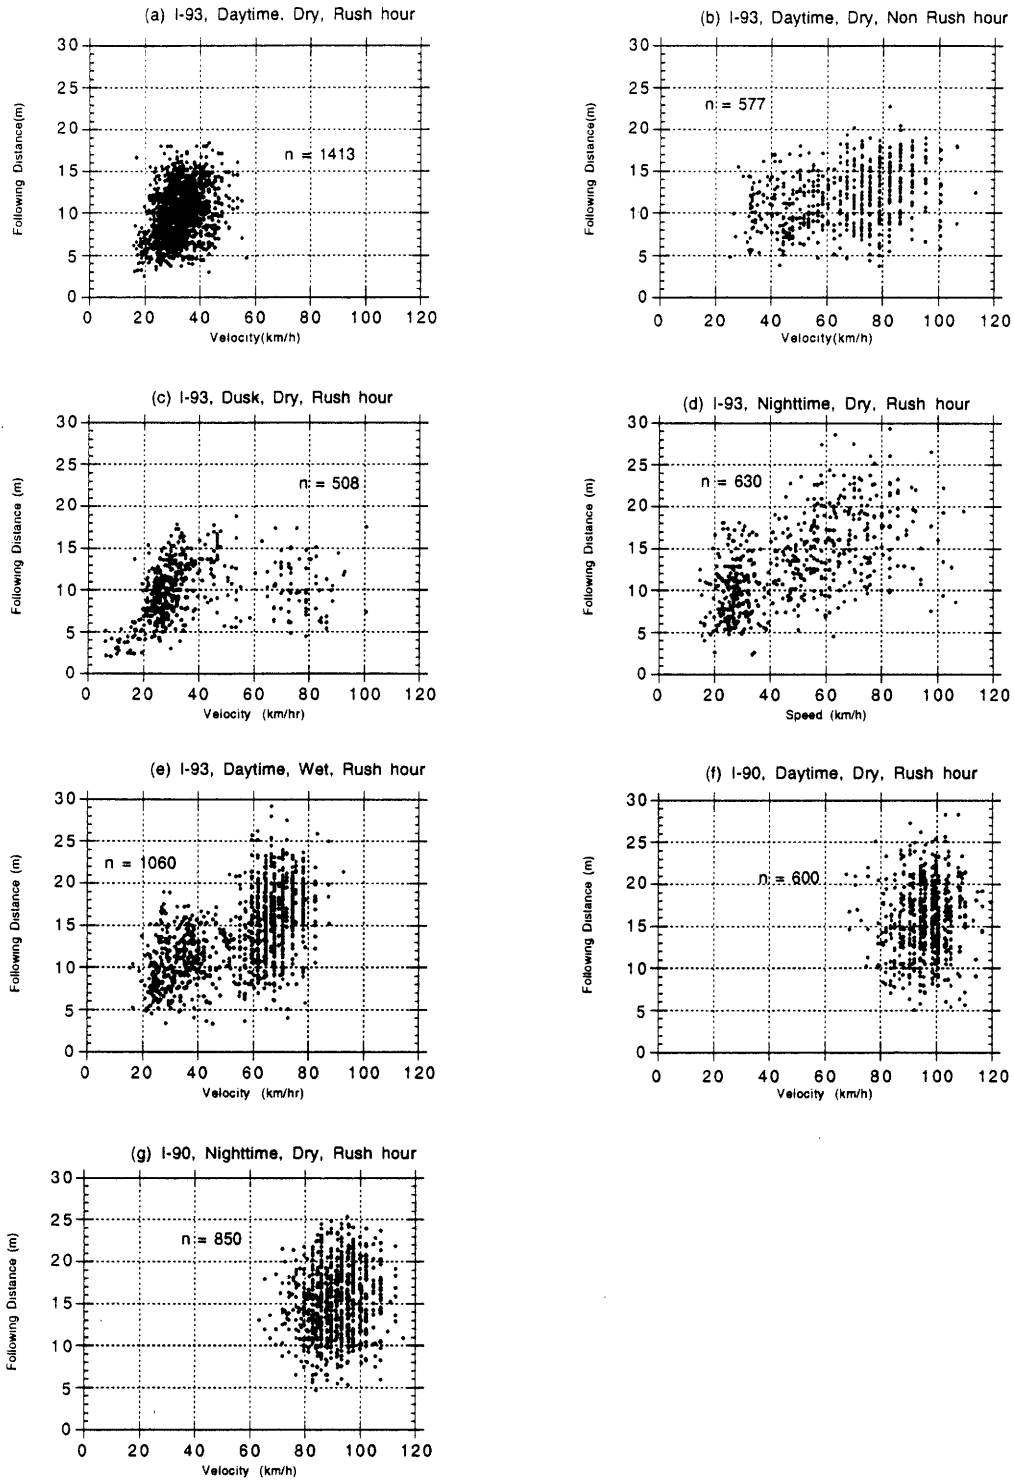 (a) I-93, Daytime, Dry, Rush hour
30
25
20
15
10
5
0
Following Distance(m)
n = 1413
0 20 40 60 80 100 120
Velocity(km/h)
(b) I-93, Daytime, Dry, Non Rush hour
30
25
20
15
10
5
0
Following Distance(m)
n = 577
0 20 40 60 80 100 120
Velocity(km/h)
(c) I-93, Dusk, Dry, Rush hour
30
25
20
15
10
5
0
Following Distance (m)
n = 508
0 20 40 60 80 100 120
Velocity (km/hr)
(d) I-93, Nighttime, Dry, Rush hour
30
25
20
15
10
5
0
Following Distance (m)
n = 630
0 20 40 60 80 100 120
Speed (km/h)
(e) I-93, Daytime, Wet, Rush hour
30
25
20
15
10
5
0
Following Distance (m)
n = 1060
0 20 40 60 80 100 120
Velocity (km/hr)
(f) I-90, Daytime, Dry, Rush hour
30
25
20
15
10
5
0
Following Distance (m)
n = 600
0 20 40 60 80 100 120
Velocity (km/h)
(g) I-90, Nighttime, Dry, Rush hour
30
25
20
15
10
5
0
Following Distance (m)
n = 850
0 20 40 60 80 100 120
Velocity (km/h)